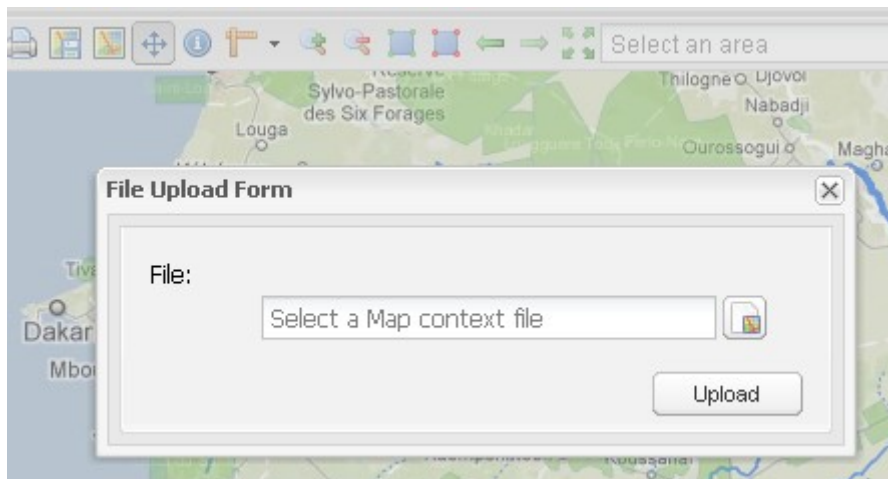 Select an area
Sylvo-Pastorale
des Six Forages
Thilogne
Djovol
Nabadji
Louga
Ourossogui
File Upload Form
File:
Select a Map context file
Dakar
Upload